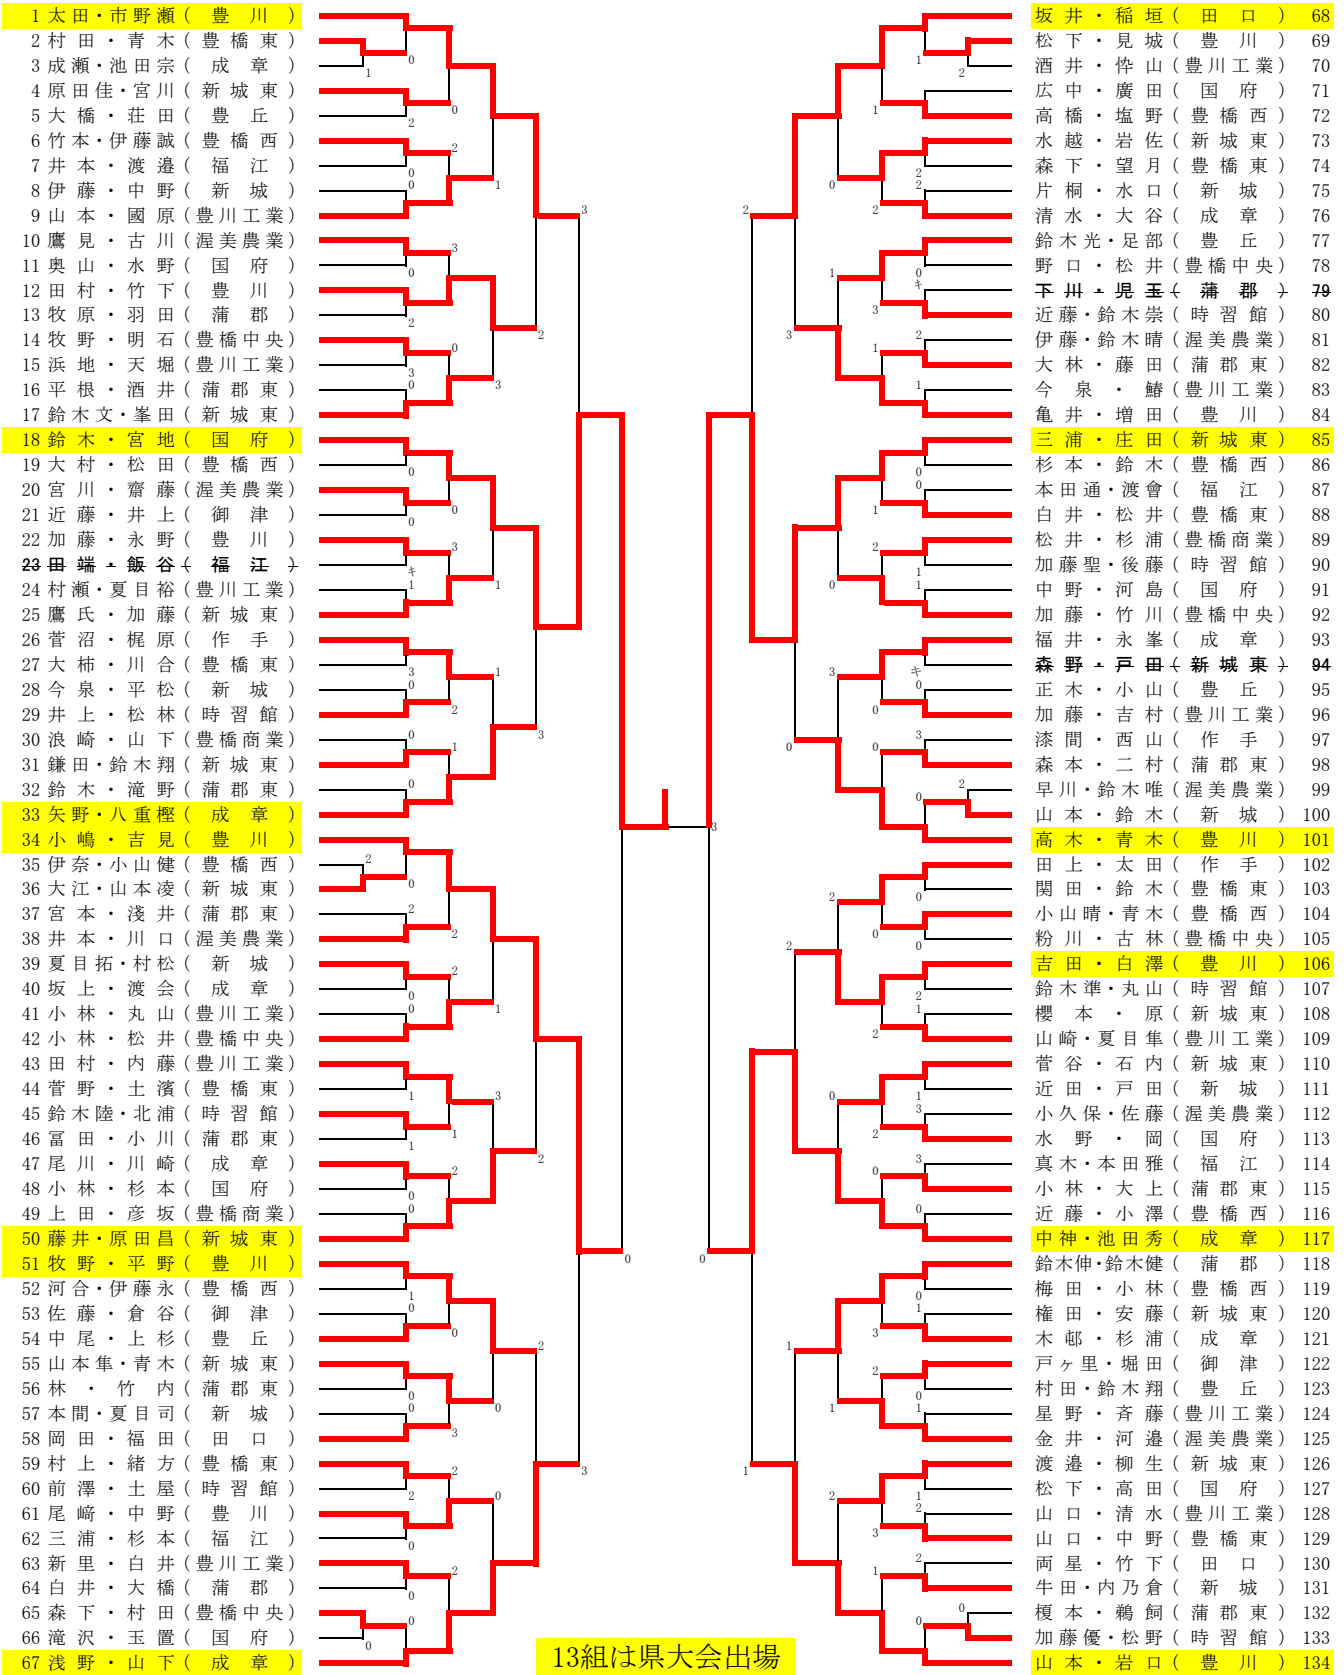 1 太田・市野瀬(豊川)
2 村田・青木(豊橋東)
3 成瀬・池田宗(成章)
4 原田佳・宮川(新城東)
5 大橋・荘田(豊丘)
6 竹本・伊藤誠(豊橋西)
7 井本・渡邉(福江)
8 伊藤・中野(新城)
9 山本・國原(豊川工業)
10 鷹見・古川(渥美農業)
11 奥山・水野(国府)
12 田村・竹下(豊川)
13 牧原・羽田(蒲郡)
14 牧野・明石(豊橋中央)
15 浜地・天堀(豊川工業)
16 平根・酒井(蒲郡東)
17 鈴木文・峯田(新城東)
18 鈴木・宮地(国府)
19 大村・松田(豊橋西)
20 宮川・齋藤(渥美農業)
21 近藤・井上(御津)
22 加藤・永野(豊川)
23 田端・飯谷(福江)
24 村瀬・夏目裕(豊川工業)
25 鷹氏・加藤(新城東)
26 菅沼・梶原(作手)
27 大柿・川合(豊橋東)
28 今泉・平松(新城)
29 井上・松林(時習館)
30 浪崎・山下(豊橋商業)
31 鎌田・鈴木翔(新城東)
32 鈴木・滝野(蒲郡東)
33 矢野・八重樫(成章)
34 小嶋・吉見(豊川)
35 伊奈・小山健(豊橋西)
36 大江・山本凌(新城東)
37 宮本・淺井(蒲郡東)
38 井本・川口(渥美農業)
39 夏目拓・村松(新城)
40 坂上・渡会(成章)
41 小林・丸山(豊川工業)
42 小林・松井(豊橋中央)
43 田村・内藤(豊川工業)
44 菅野・土濱(豊橋東)
45 鈴木陸・北浦(時習館)
46 冨田・小川(蒲郡東)
47 尾川・川崎(成章)
48 小林・杉本(国府)
49 上田・彦坂(豊橋商業)
50 藤井・原田昌(新城東)
51 牧野・平野(豊川)
52 河合・伊藤永(豊橋西)
53 佐藤・倉谷(御津)
54 中尾・上杉(豊丘)
55 山本隼・青木(新城東)
56 林・竹内(蒲郡東)
57 本間・夏目司(新城)
58 岡田・福田(田口)
59 村上・緒方(豊橋東)
60 前澤・土屋(時習館)
61 尾﨑・中野(豊川)
62 三浦・杉本(福江)
63 新里・白井(豊川工業)
64 白井・大橋(蒲郡)
65 森下・村田(豊橋中央)
66 滝沢・玉置(国府)
67 浅野・山下(成章)
坂井・稲垣(田口) 68
松下・見城(豊川) 69
酒井・忰山(豊川工業) 70
広中・廣田(国府) 71
高橋・塩野(豊橋西) 72
水越・岩佐(新城東) 73
森下・望月(豊橋東) 74
片桐・水口(新城) 75
清水・大谷(成章) 76
鈴木光・足部(豊丘) 77
野口・松井(豊橋中央) 78
下川・児玉(蒲郡) 79
近藤・鈴木崇(時習館) 80
伊藤・鈴木晴(渥美農業) 81
大林・藤田(蒲郡東) 82
今泉・鰆(豊川工業) 83
亀井・増田(豊川) 84
三浦・庄田(新城東) 85
杉本・鈴木(豊橋西) 86
本田通・渡會(福江) 87
白井・松井(豊橋東) 88
松井・杉浦(豊橋商業) 89
加藤聖・後藤(時習館) 90
中野・河島(国府) 91
加藤・竹川(豊橋中央) 92
福井・永峯(成章) 93
森野・戸田(新城東) 94
正木・小山(豊丘) 95
加藤・吉村(豊川工業) 96
漆間・西山(作手) 97
森本・二村(蒲郡東) 98
早川・鈴木唯(渥美農業) 99
山本・鈴木(新城) 100
高木・青木(豊川) 101
田上・太田(作手) 102
関田・鈴木(豊橋東) 103
小山晴・青木(豊橋西) 104
粉川・古林(豊橋中央) 105
吉田・白澤(豊川) 106
鈴木準・丸山(時習館) 107
櫻本・原(新城東) 108
山崎・夏目隼(豊川工業) 109
菅谷・石内(新城東) 110
近田・戸田(新城) 111
小久保・佐藤(渥美農業) 112
水野・岡(国府) 113
真木・本田雅(福江) 114
小林・大上(蒲郡東) 115
近藤・小澤(豊橋西) 116
中神・池田秀(成章) 117
鈴木伸・鈴木健(蒲郡) 118
梅田・小林(豊橋西) 119
権田・安藤(新城東) 120
木邨・杉浦(成章) 121
戸ヶ里・堀田(御津) 122
村田・鈴木翔(豊丘) 123
星野・斉藤(豊川工業) 124
金井・河邉(渥美農業) 125
渡邉・柳生(新城東) 126
松下・高田(国府) 127
山口・清水(豊川工業) 128
山口・中野(豊橋東) 129
両星・竹下(田口) 130
牛田・内乃倉(新城) 131
榎本・鵜飼(蒲郡東) 132
加藤優・松野(時習館) 133
山本・岩口(豊川) 134
13組は県大会出場